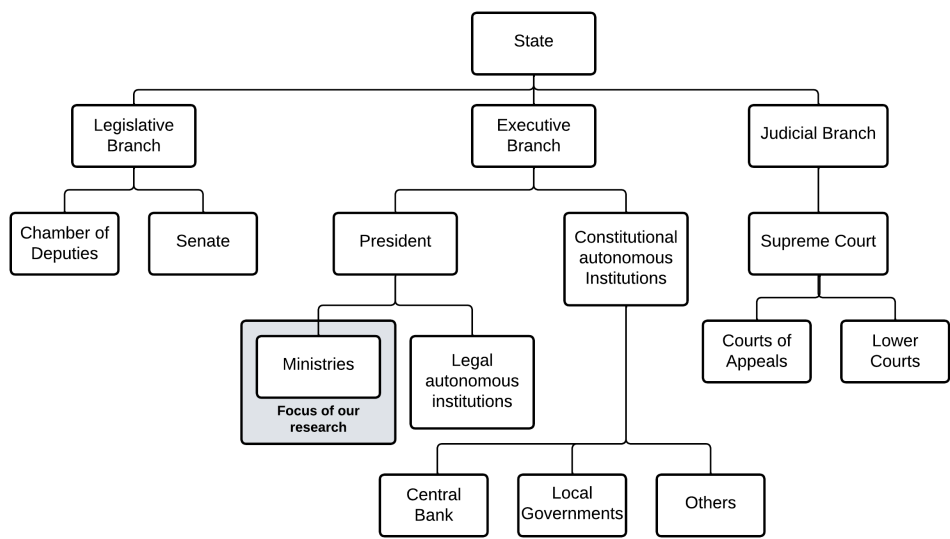 State
Legislative
Branch
Executive
Branch
Judicial Branch
Chamber of
Deputies
Senate
President
Constitutional
autonomous
Institutions
Supreme Court
Ministries
Focus of our
research
Legal
autonomous
institutions
Courts of
Appeals
Lower
Courts
Central
Bank
Local
Governments
Others